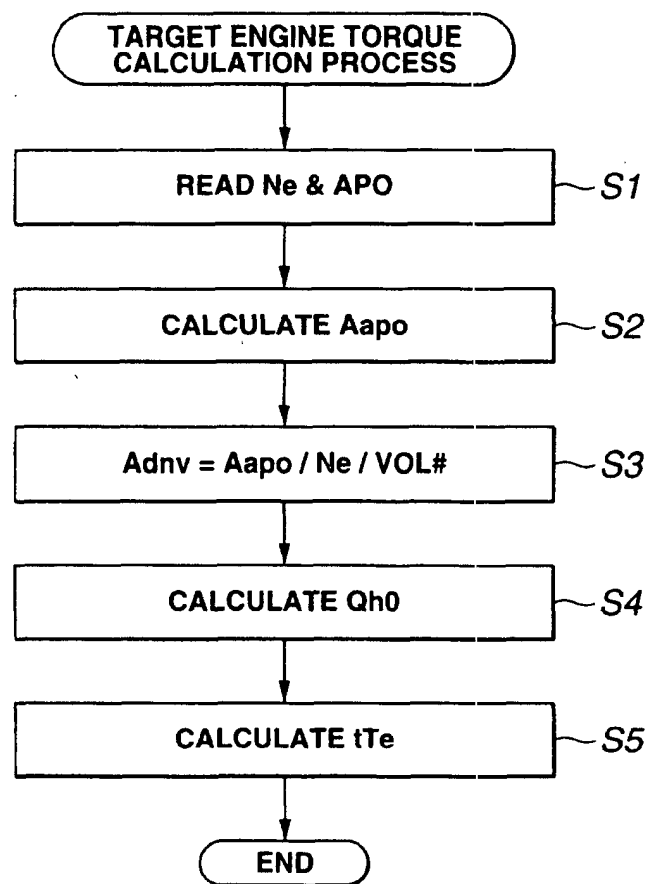 TARGET ENGINE TORQUE
CALCULATION PROCESS
READ Ne & APO
S1
CALCULATE Aapo
S2
Adnv = Aapo / Ne / VOL#
S3
CALCULATE Qh0
S4
CALCULATE tTe
S5
END